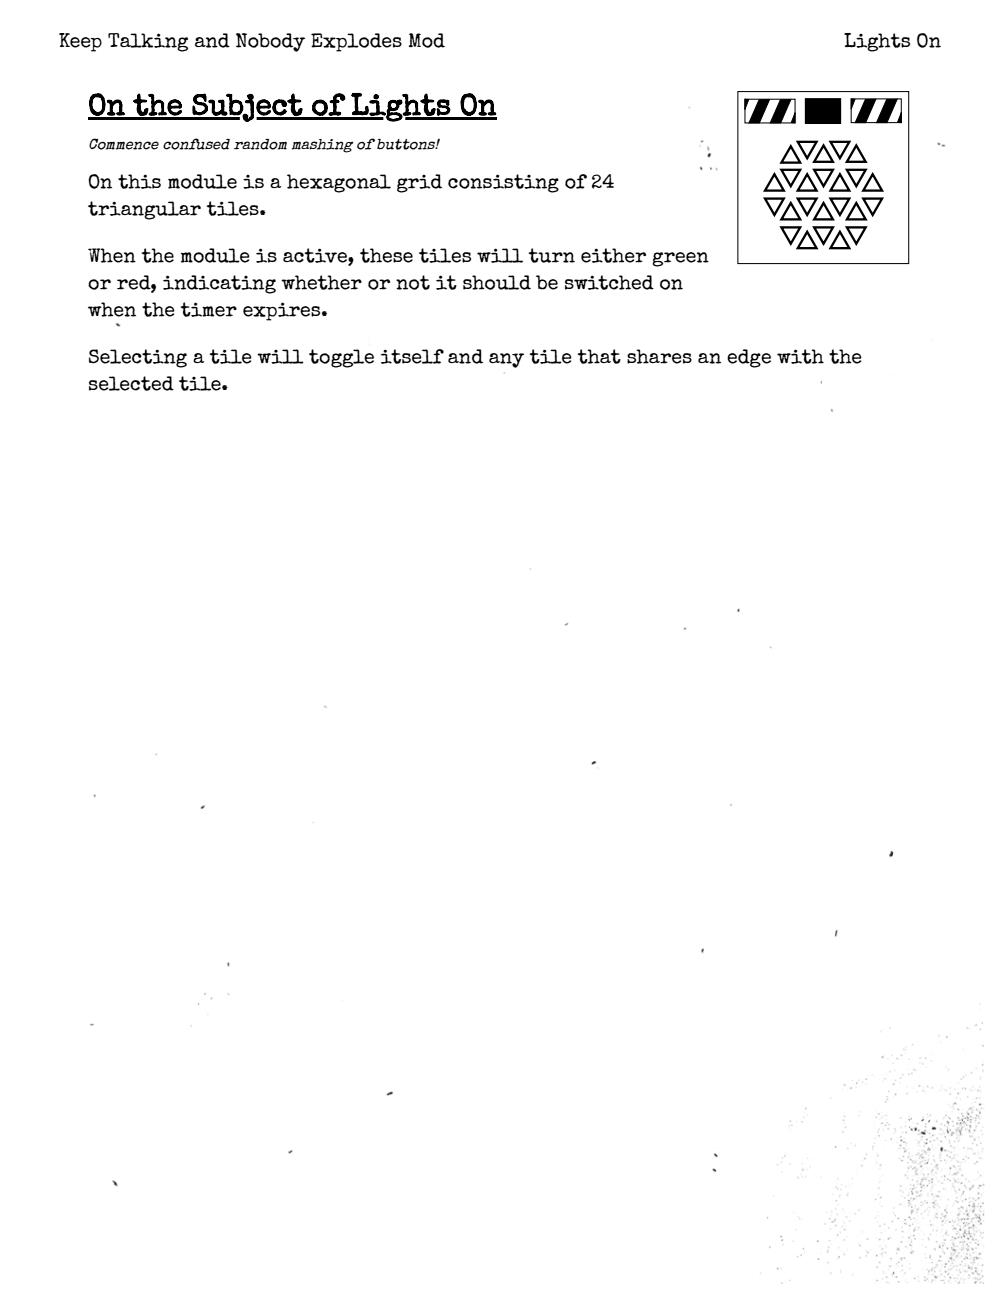 Keep Talking and Nobody Explodes Mod
Lights On
On the Subject of Lights On
Commence confused random mashing of buttons!
On this module is a hexagonal grid consisting of 24
triangular tiles.
When the module is active, these tiles will turn either green
or red, indicating whether or not it should be switched on
when the timer expires.
Selecting a tile will toggle itself and any tile that shares an edge with the
selected tile.